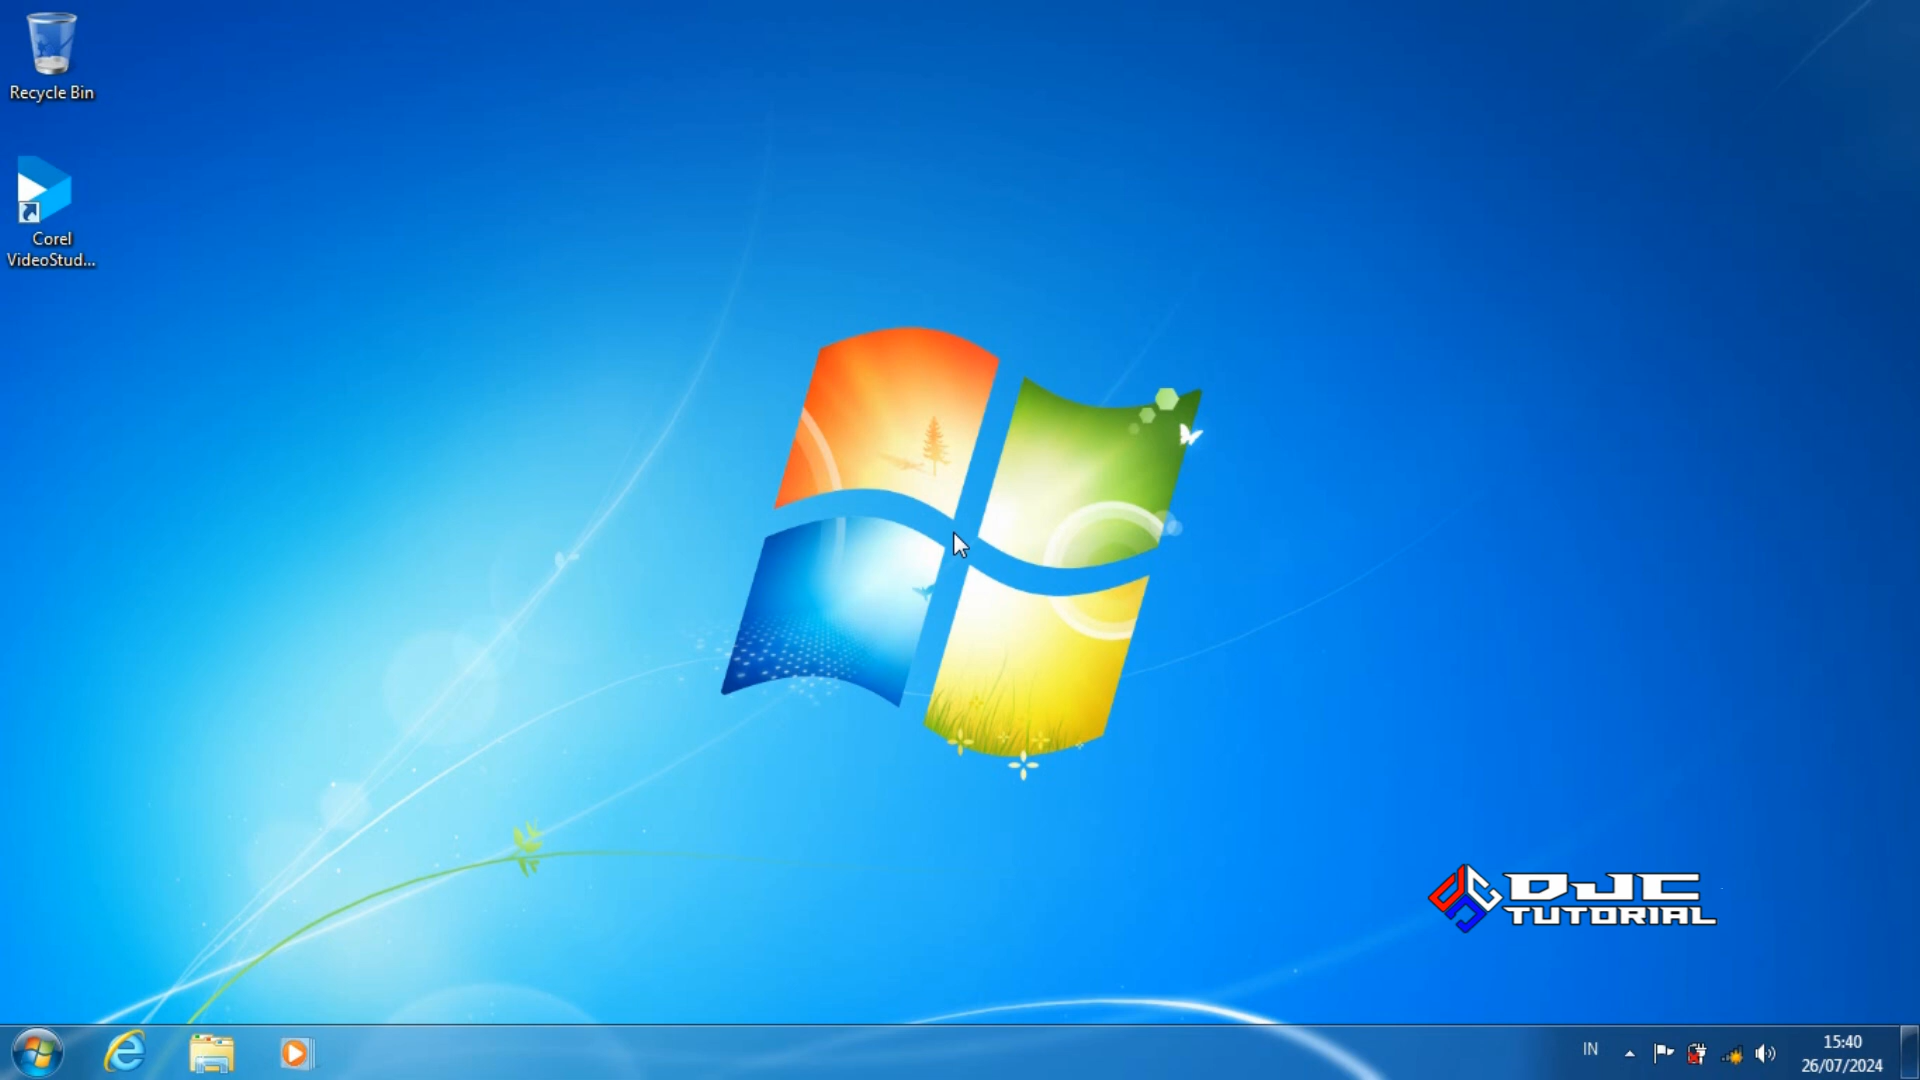 Recycle Bin
Corel
VideoStud...
DJC
TUTORIAL
IN
15:40
26/07/2024